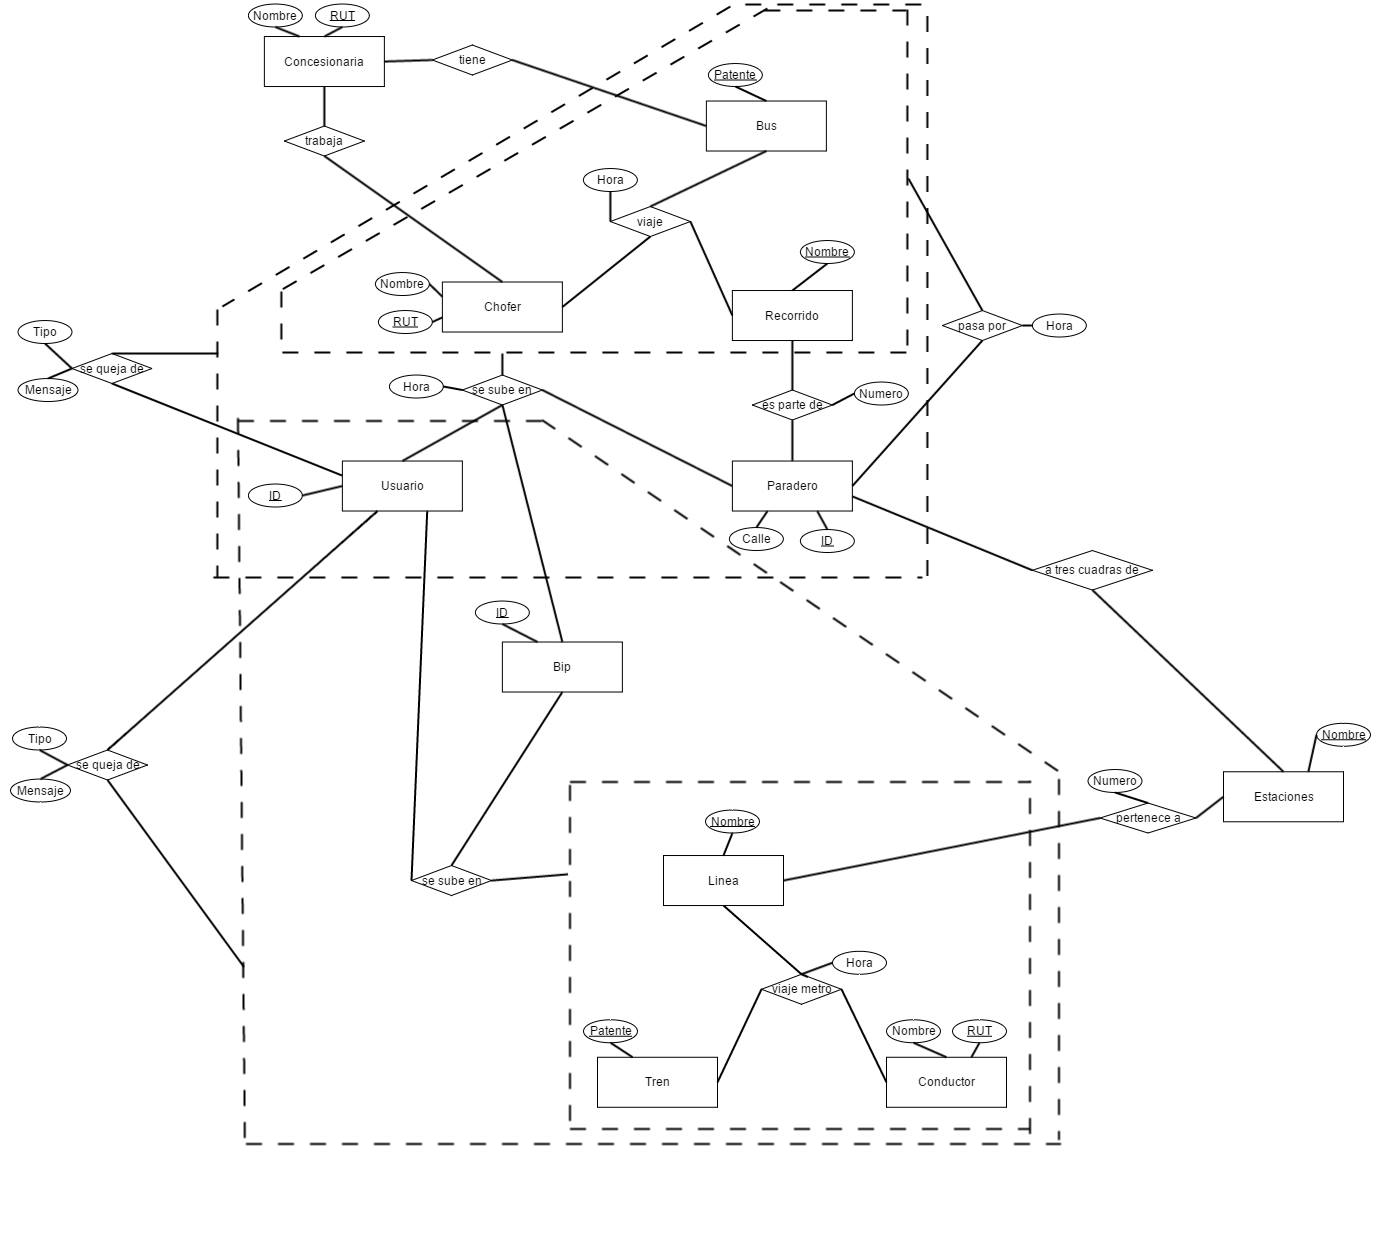 Nombre
RUT
Concesionaria
tiene
Patente
Bus
trabaja
Hora
viaje
Nombre
Nombre
Chofer
RUT
Recorrido
Tipo
pasa por
Hora
se queja de
Mensaje
Hora
se sube en
es parte de
Numero
ID
Usuario
Paradero
Calle
ID
a tres cuadras de
ID
Bip
Tipo
se queja de
Mensaje
Nombre
Numero
Estaciones
pertenece a
Nombre
Linea
se sube en
Hora
viaje metro
Patente
Nombre
RUT
Tren
Conductor